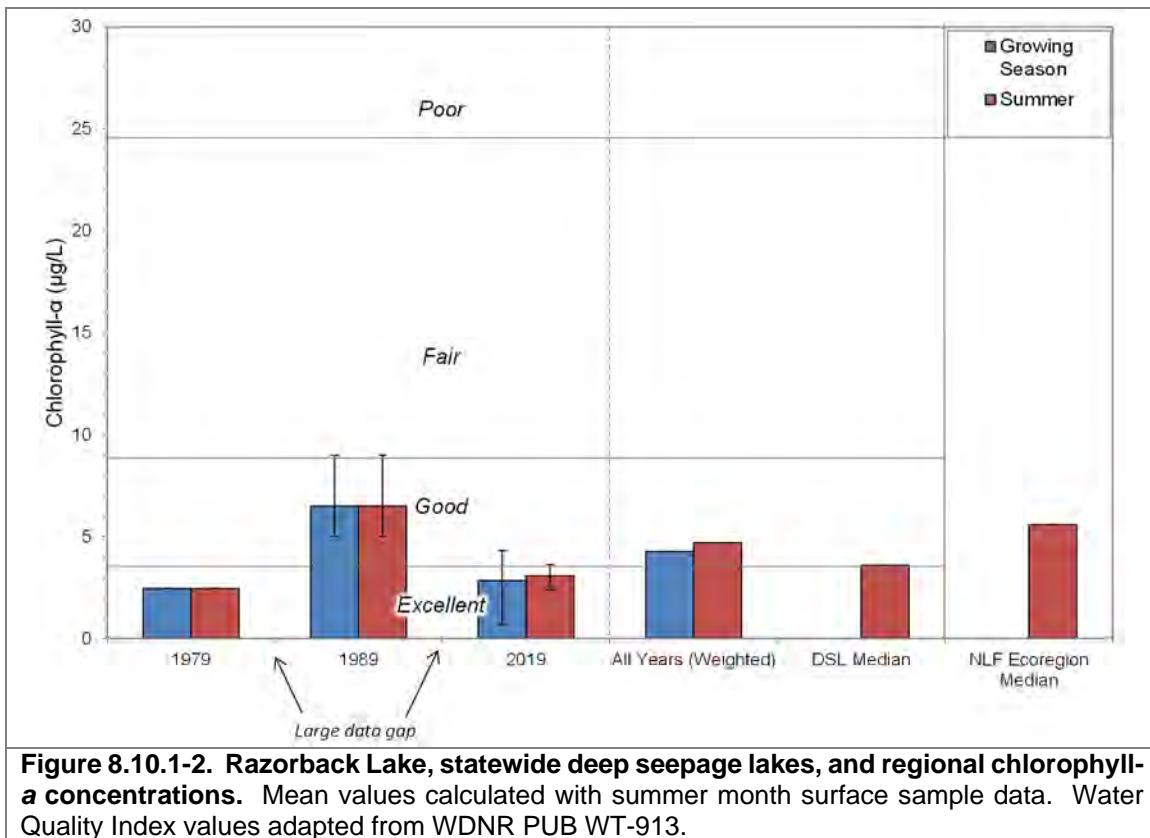 30
25
20
15
10
5
0
Chlorophyll-α (µg/L)
Poor
Fair
Good
Excellent
Growing
Season
Summer
1979
1989
2019
All Years (Weighted)
DSL Median
NLF Ecoregion
Median
Large data gap
Figure 8.10.1-2. Razorback Lake, statewide deep seepage lakes, and regional chlorophyll-
a concentrations. Mean values calculated with summer month surface sample data. Water
Quality Index values adapted from WDNR PUB WT-913.